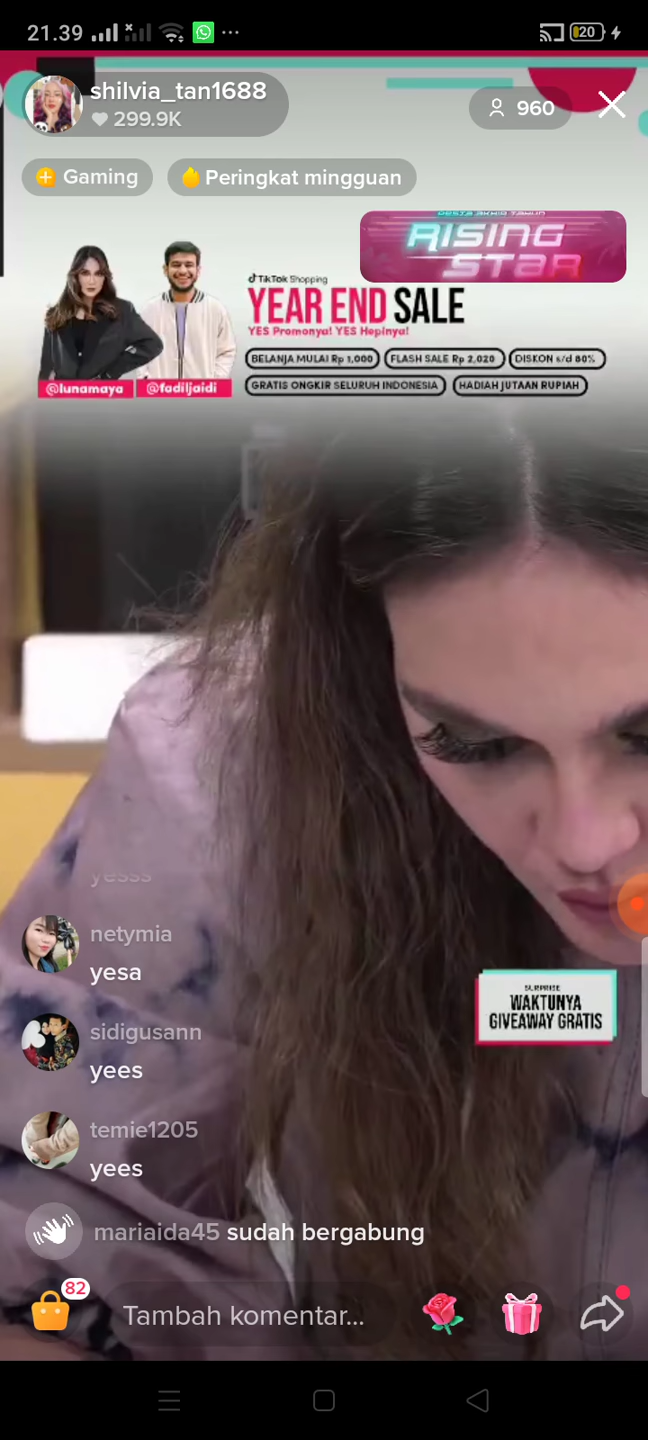 21.39
20
shilvia_tan1688
299.9K
960
Gaming
Peringkat mingguan
PESTA AKHIR TAHUN
RISING
STAR
TikTok Shopping
YEAR END SALE
YES Promonya! YES Hepinya!
BELANJA MULAI Rp 1,000
FLASH SALE Rp 2,020
DISKON s/d 80%
@lunamaya
@fadiljaidi
GRATIS ONGKIR SELURUH INDONESIA
HADIAH JUTAAN RUPIAH
yesss
netymia
yesa
SURPRISE
WAKTUNYA
GIVEAWAY GRATIS
sidigusann
yees
temie1205
yees
mariaida45 sudah bergabung
82
Tambah komentar...